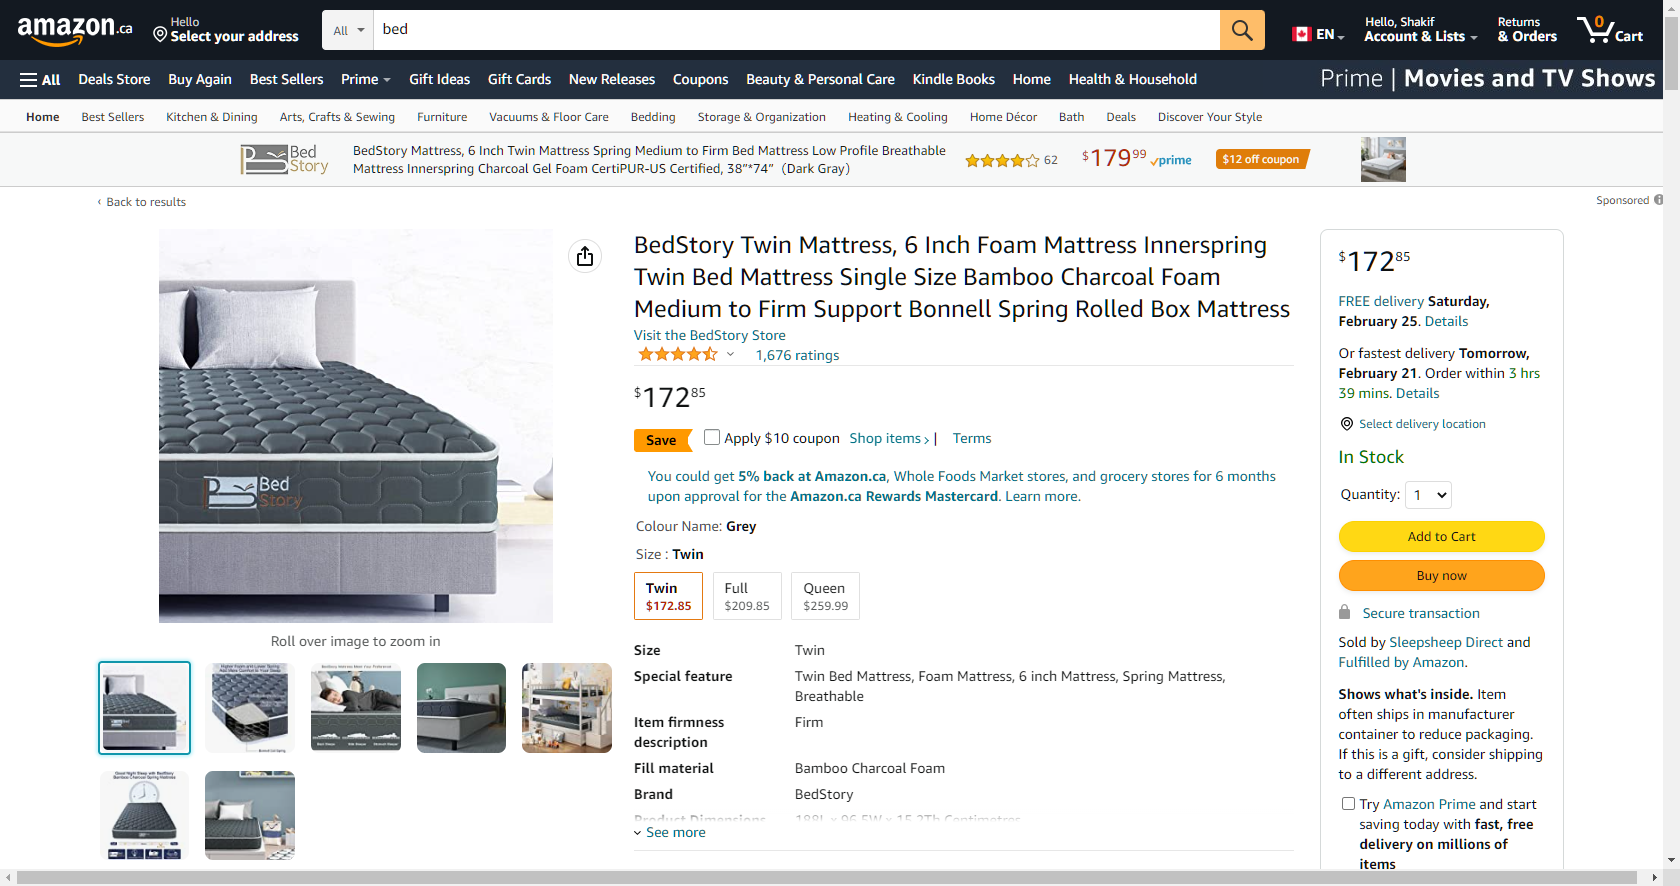 amazon.ca
Hello
Select your address
All
bed
EN
Hello, Shakif
Account & Lists
Returns
& Orders
0
Cart
All
Deals Store
Buy Again
Best Sellers
Prime
Gift Ideas
Gift Cards
New Releases
Coupons
Beauty & Personal Care
Kindle Books
Home
Health & Household
Prime | Movies and TV Shows
Home
Best Sellers
Kitchen & Dining
Arts, Crafts & Sewing
Furniture
Vacuums & Floor Care
Bedding
Storage & Organization
Heating & Cooling
Home Décor
Bath
Deals
Discover Your Style
Bed
Story
BedStory Mattress, 6 Inch Twin Mattress Spring Medium to Firm Bed Mattress Low Profile Breathable
Mattress Innerspring Charcoal Gel Foam CertiPUR-US Certified, 38”*74”（Dark Gray）
62
$179 99
prime
$12 off coupon
‹ Back to results
Sponsored
BedStory Twin Mattress, 6 Inch Foam Mattress Innerspring
Twin Bed Mattress Single Size Bamboo Charcoal Foam
Medium to Firm Support Bonnell Spring Rolled Box Mattress
Visit the BedStory Store
1,676 ratings
$172 85
Save
Apply $10 coupon
Shop items › |
Terms
You could get 5% back at Amazon.ca, Whole Foods Market stores, and grocery stores for 6 months
upon approval for the Amazon.ca Rewards Mastercard. Learn more.
Colour Name: Grey
Size : Twin
Twin
$172.85
Full
$209.85
Queen
$259.99
Size
Twin
Special feature
Twin Bed Mattress, Foam Mattress, 6 inch Mattress, Spring Mattress,
Breathable
Item firmness
description
Firm
Fill material
Bamboo Charcoal Foam
Brand
BedStory
Product Dimensions
188L x 96.5W x 15.2Th Centimetres
See more
Bed
Story
Roll over image to zoom in
$172 85
FREE delivery Saturday,
February 25. Details
Or fastest delivery Tomorrow,
February 21. Order within 3 hrs
39 mins. Details
Select delivery location
In Stock
Quantity: 1
Add to Cart
Buy now
Secure transaction
Sold by Sleepsheep Direct and
Fulfilled by Amazon.
Shows what's inside. Item
often ships in manufacturer
container to reduce packaging.
If this is a gift, consider shipping
to a different address.
Try Amazon Prime and start
saving today with fast, free
delivery on millions of
items